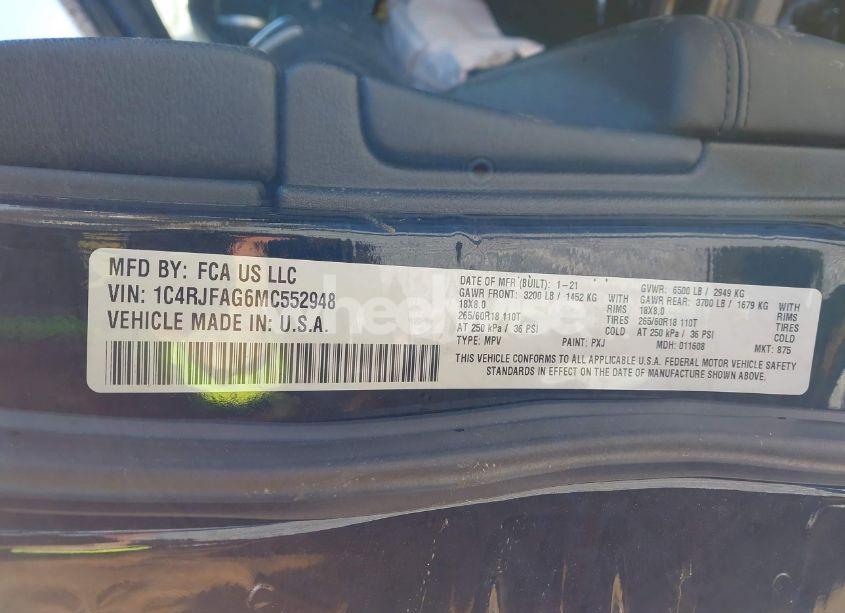 MFD BY: FCA US LLC
VIN: 1C4RJFAG6MC552948
VEHICLE MADE IN: U.S.A.
DATE OF MFR (BUILT): 1-21
GAWR FRONT: 3200 LB / 1452 KG WITH
18X8.0 RIMS
265/60R18 110T TIRES
AT 250 kPa / 36 PSI COLD
TYPE: MPV PAINT: PXJ
GVWR: 6500 LB / 2949 KG
GAWR REAR: 3700 LB / 1679 KG WITH
18X8.0 RIMS
265/60R18 110T TIRES
AT 250 kPa / 36 PSI COLD
MDH: 011608 MKT: 875
THIS VEHICLE CONFORMS TO ALL APPLICABLE U.S.A. FEDERAL MOTOR VEHICLE SAFETY
STANDARDS IN EFFECT ON THE DATE OF MANUFACTURE SHOWN ABOVE.